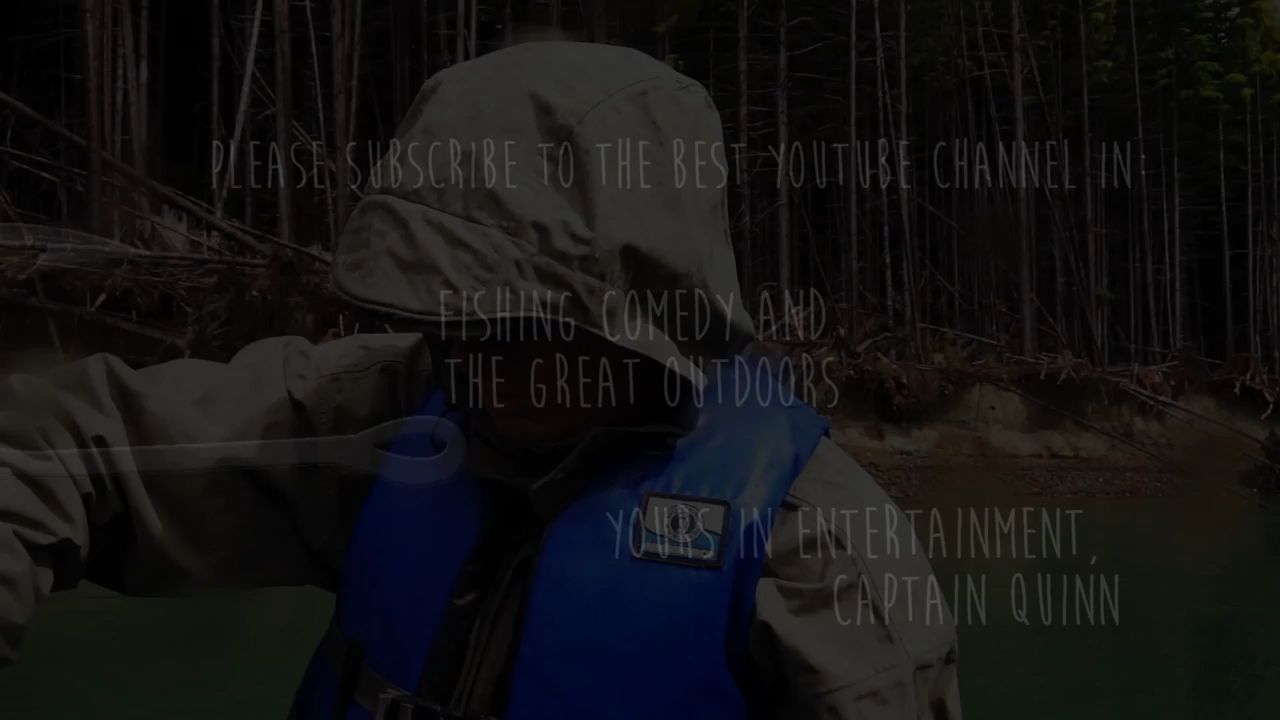 PLEASE SUBSCRIBE TO THE BEST YOUTUBE CHANNEL IN:
FISHING COMEDY AND
THE GREAT OUTDOORS
YOURS IN ENTERTAINMENT,
CAPTAIN QUINN